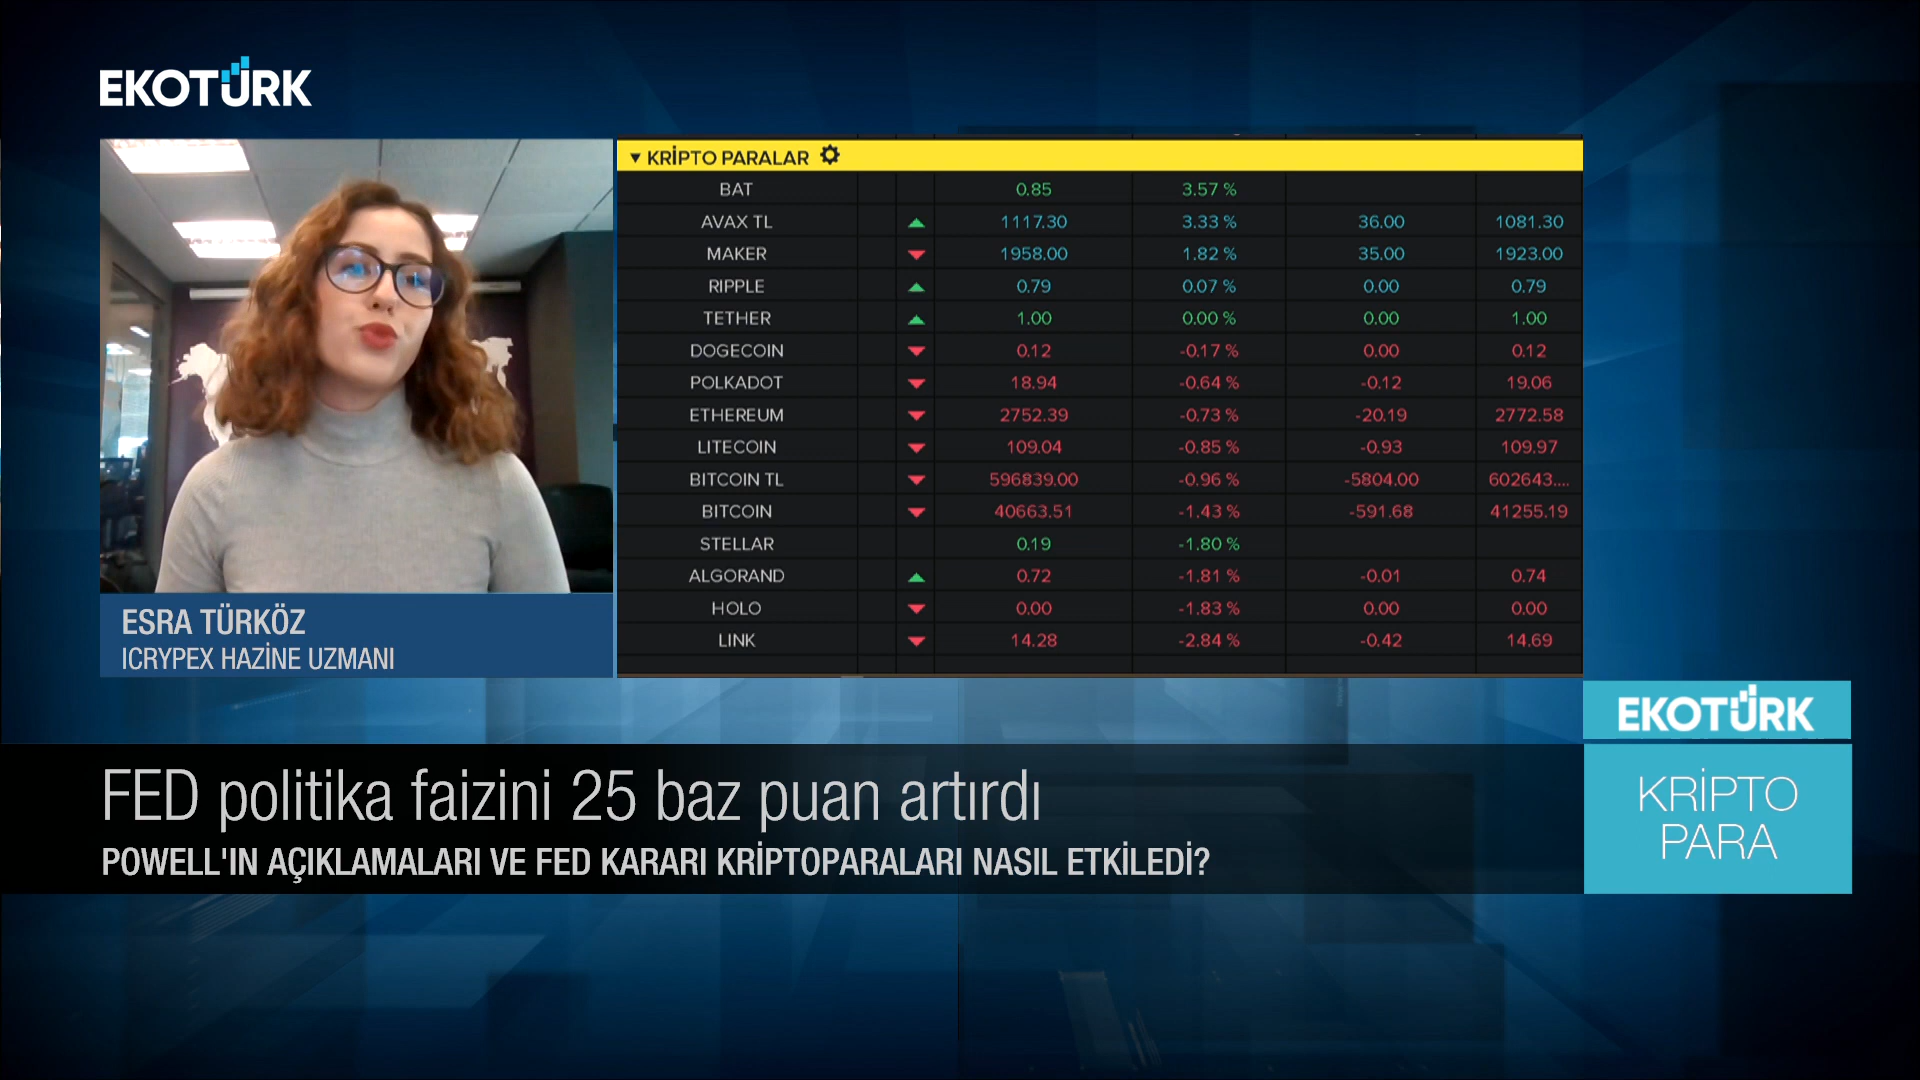 EKOTÜRK
▼ KRİPTO PARALAR
BAT 0.85 3.57 %
AVAX TL 1117.30 3.33 % 36.00 1081.30
MAKER 1958.00 1.82 % 35.00 1923.00
RIPPLE 0.79 0.07 % 0.00 0.79
TETHER 1.00 0.00 % 0.00 1.00
DOGECOIN 0.12 -0.17 % 0.00 0.12
POLKADOT 18.94 -0.64 % -0.12 19.06
ETHEREUM 2752.39 -0.73 % -20.19 2772.58
LITECOIN 109.04 -0.85 % -0.93 109.97
BITCOIN TL 596839.00 -0.96 % -5804.00 602643....
BITCOIN 40663.51 -1.43 % -591.68 41255.19
STELLAR 0.19 -1.80 %
ALGORAND 0.72 -1.81 % -0.01 0.74
HOLO 0.00 -1.83 % 0.00 0.00
LINK 14.28 -2.84 % -0.42 14.69
ESRA TÜRKÖZ
ICRYPEX HAZİNE UZMANI
EKOTÜRK
KRİPTO
PARA
FED politika faizini 25 baz puan artırdı
POWELL'IN AÇIKLAMALARI VE FED KARARI KRİPTOPARALARI NASIL ETKİLEDİ?